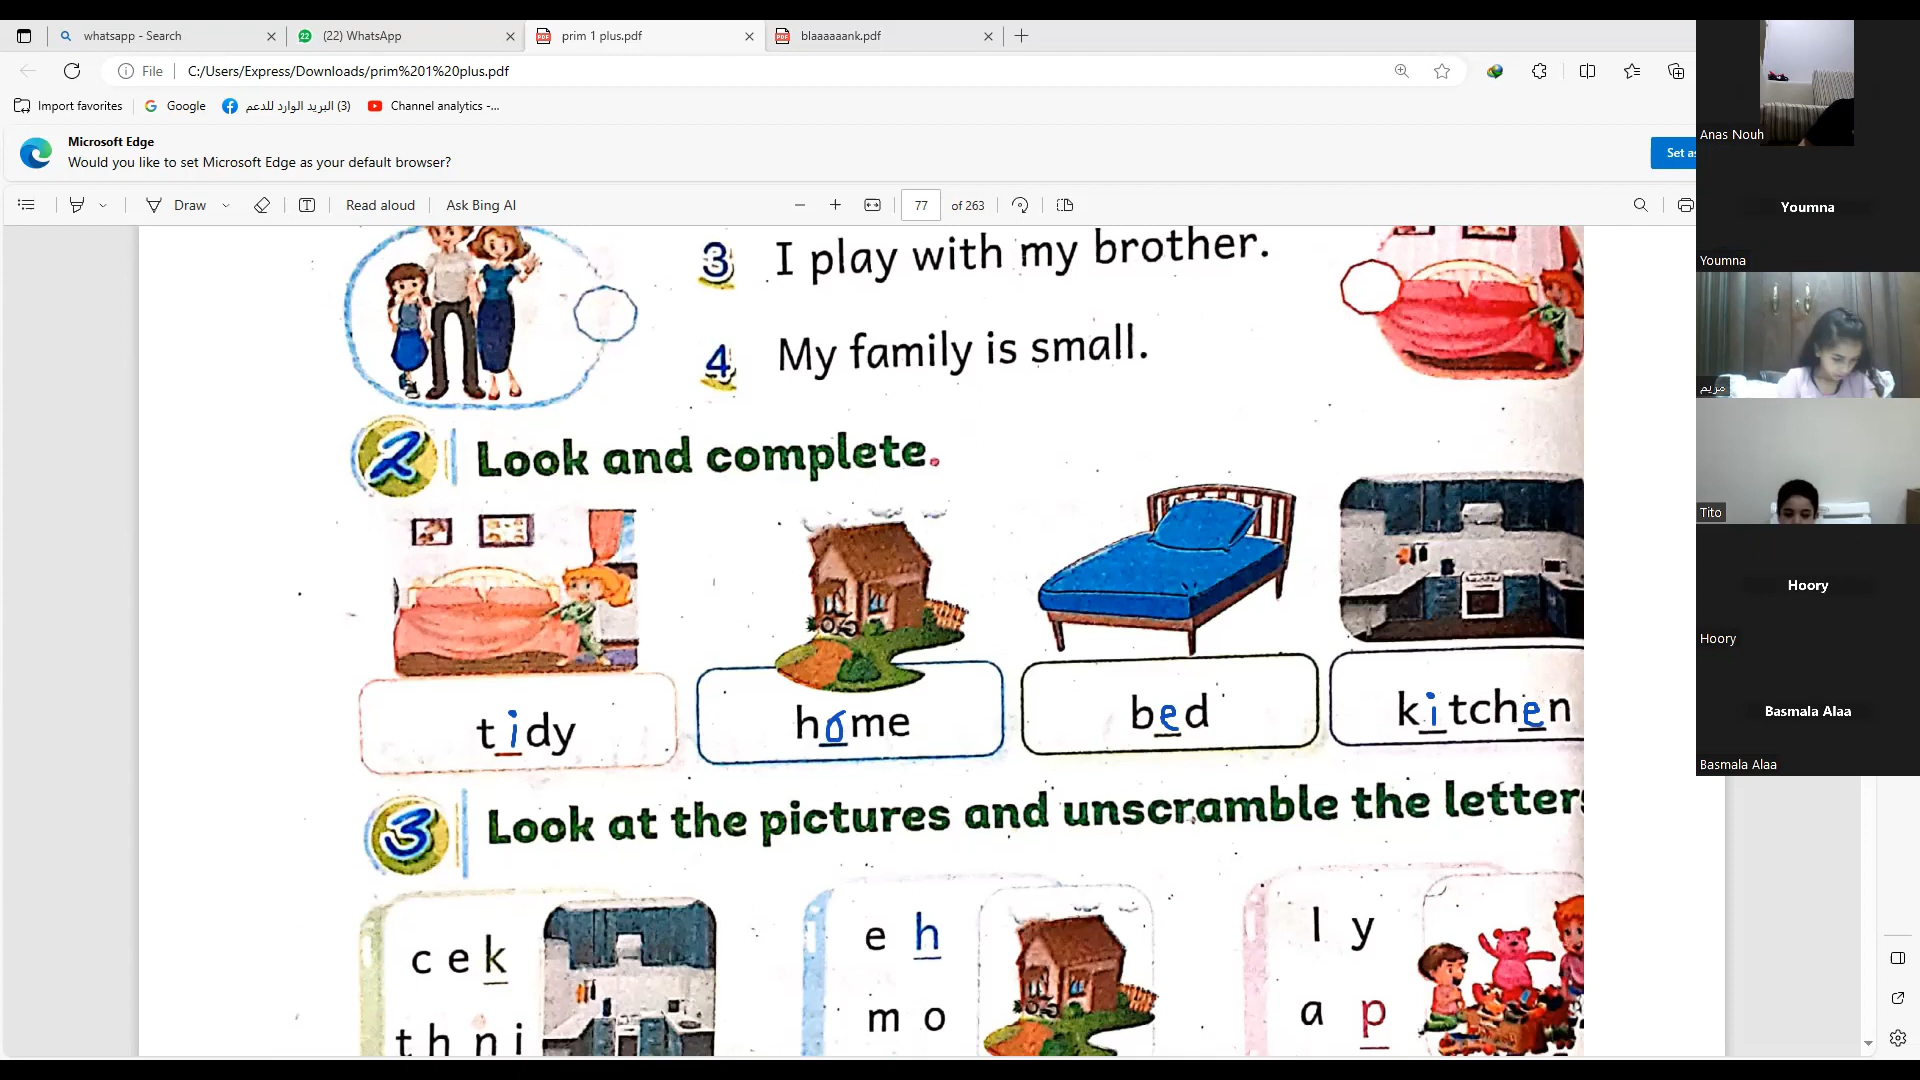 whatsapp - Search
(22) WhatsApp
prim 1 plus.pdf
blaaaaaank.pdf
File
C:/Users/Express/Downloads/prim%201%20plus.pdf
Import favorites
Google
(3) البريد الوارد للدعم
Channel analytics -...
Microsoft Edge
Would you like to set Microsoft Edge as your default browser?
Set as
Draw
Read aloud
Ask Bing AI
77 of 263
3 I play with my brother.
4 My family is small.
2 Look and complete.
tidy
home
bed
kitchen
3 Look at the pictures and unscramble the letters
c e k
t h n i
e h
m o
l y
a p
Anas Nouh
Youmna
Youmna
مريم
Tito
Hoory
Hoory
Basmala Alaa
Basmala Alaa